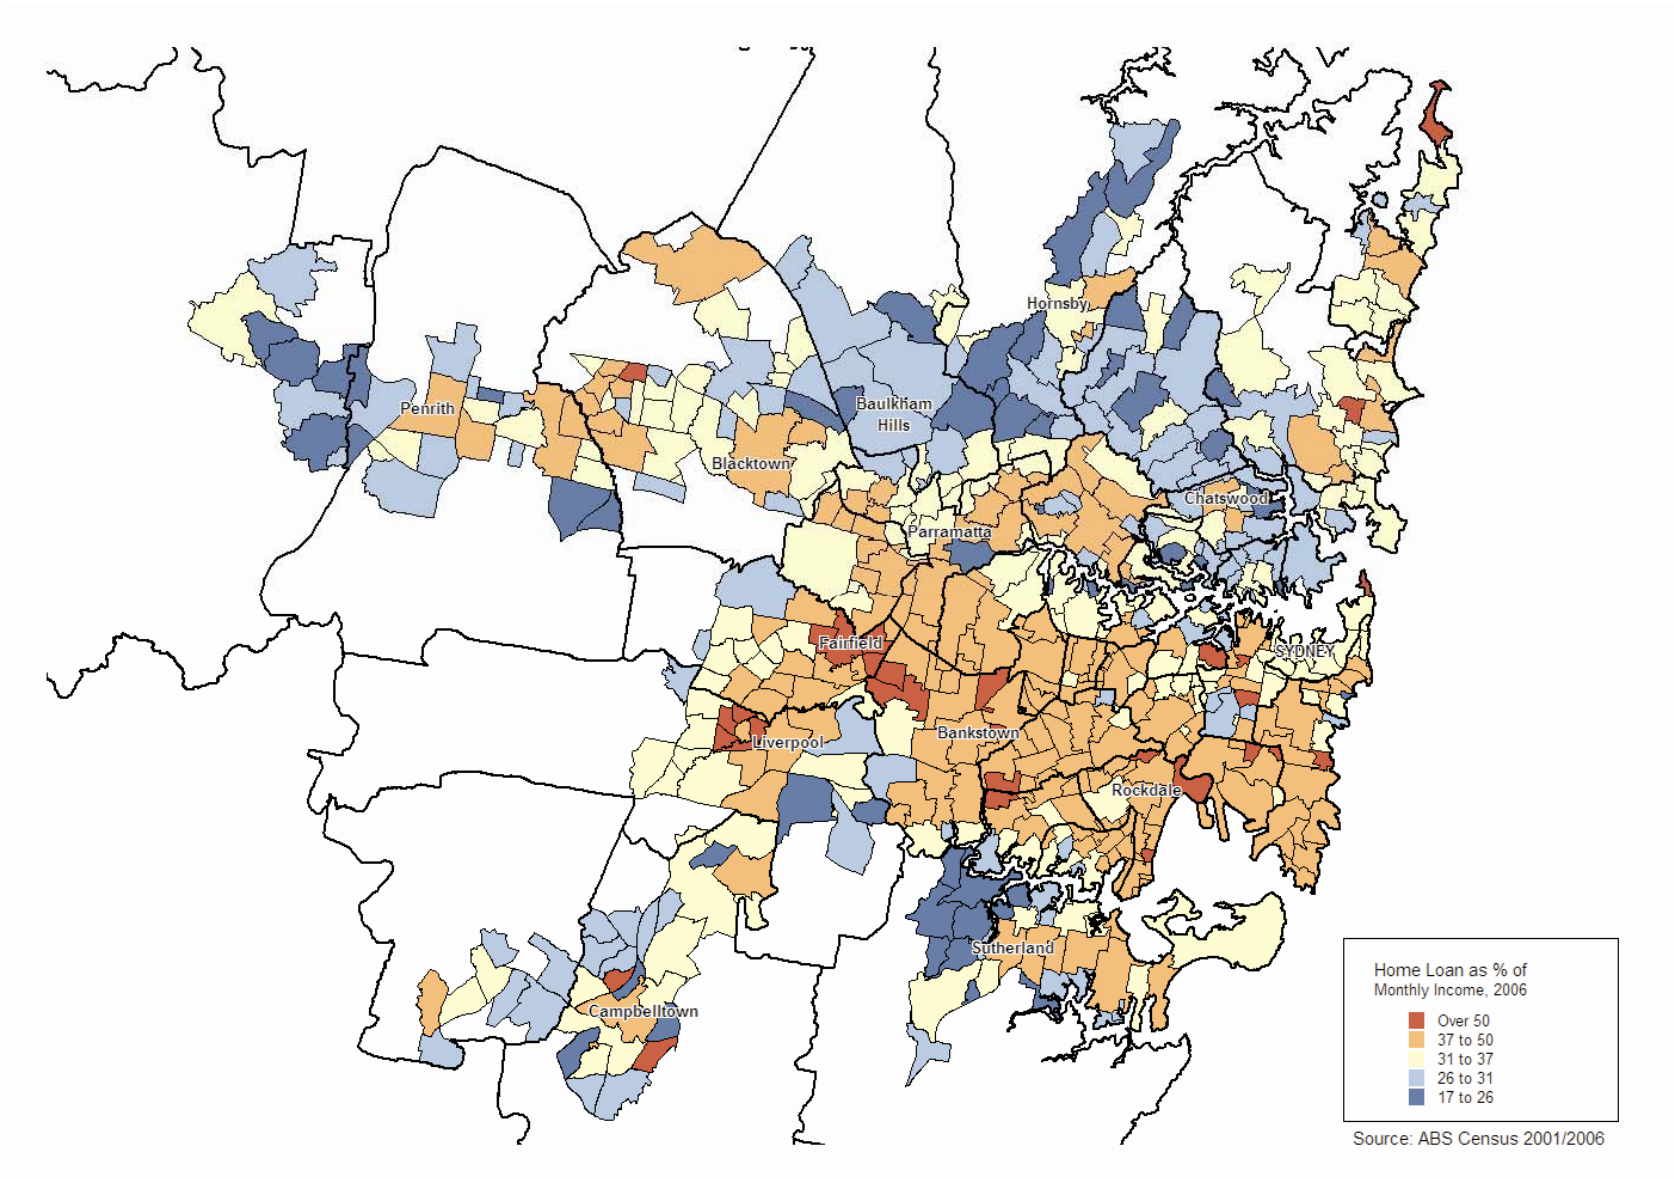 Hornsby
Penrith
Baulkham
Hills
Blacktown
Chatswood
Parramatta
Fairfield
SYDNEY
Liverpool
Bankstown
Rockdale
Sutherland
Campbelltown
Home Loan as % of
Monthly Income, 2006
Over 50
37 to 50
31 to 37
26 to 31
17 to 26
Source: ABS Census 2001/2006